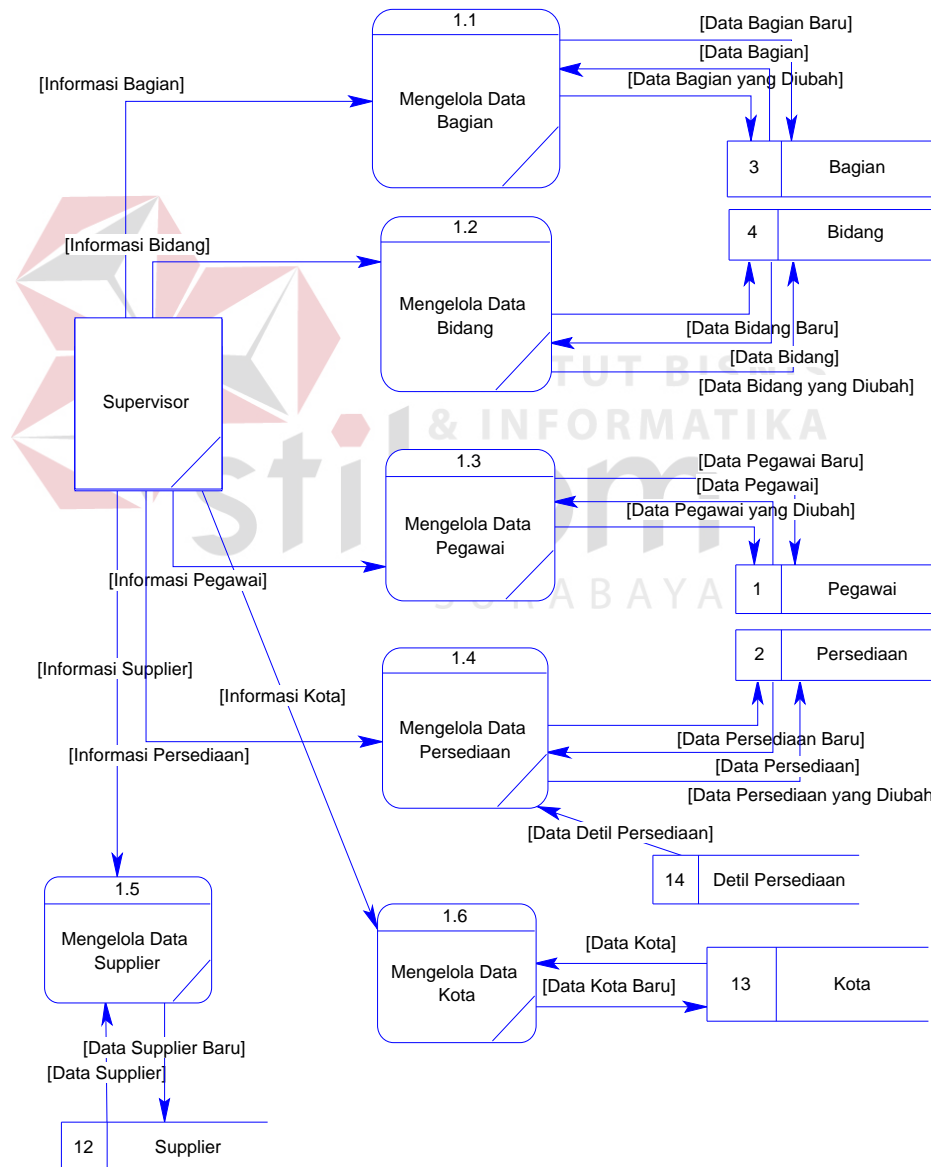 1.1
[Data Bagian Baru]
[Data Bagian]
[Data Bagian yang Diubah]
[Informasi Bagian]
Mengelola Data
Bagian
3
Bagian
1.2
4
Bidang
[Informasi Bidang]
Mengelola Data
Bidang
[Data Bidang Baru]
[Data Bidang]
[Data Bidang yang Diubah]
Supervisor
& INFORMATIKA
1.3
[Data Pegawai Baru]
[Data Pegawai]
[Data Pegawai yang Diubah]
Mengelola Data
Pegawai
[Informasi Pegawai]
1
Pegawai
SURABAYA
1.4
2
Persediaan
[Informasi Supplier]
[Informasi Kota]
Mengelola Data
Persediaan
[Data Persediaan Baru]
[Informasi Persediaan]
[Data Persediaan]
[Data Persediaan yang Diubah
[Data Detil Persediaan]
14
Detil Persediaan
1.5
Mengelola Data
Supplier
1.6
Mengelola Data
Kota
[Data Kota]
[Data Kota Baru]
13
Kota
[Data Supplier Baru]
[Data Supplier]
12
Supplier